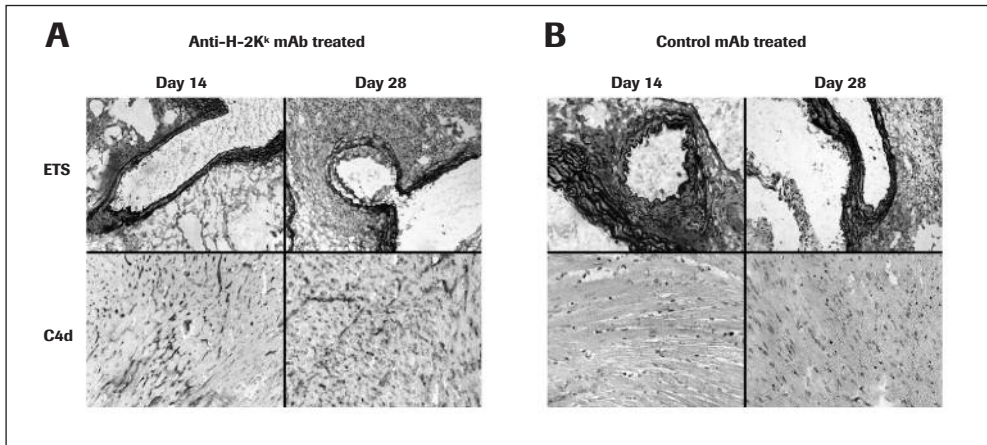 A
Anti-H-2Kᵏ mAb treated
Day 14
Day 28
B
Control mAb treated
Day 14
Day 28
ETS
C4d